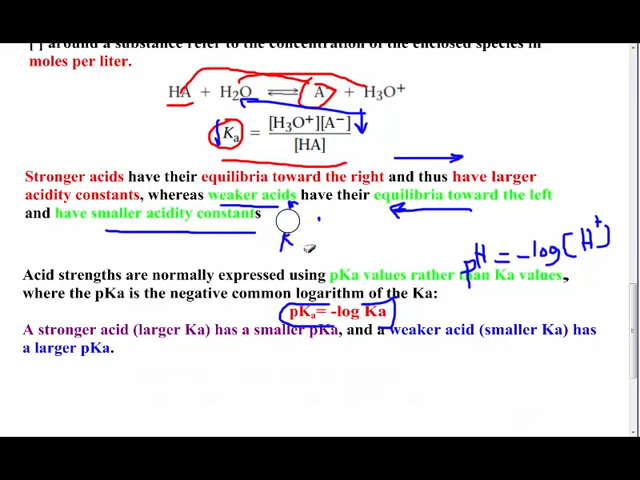 [ ] around a substance refer to the concentration of the enclosed species in
moles per liter.
HA + H₂O ⇌ A + H₃O⁺
Kₐ = [H₃O⁺][A⁻] / [HA]
Stronger acids have their equilibria toward the right and thus have larger
acidity constants, whereas weaker acids have their equilibria toward the left
and have smaller acidity constants
K
pH = -log[H⁺]
Acid strengths are normally expressed using pKa values rather than Ka values,
where the pKa is the negative common logarithm of the Ka:
pKₐ= -log Ka
A stronger acid (larger Ka) has a smaller pKa, and a weaker acid (smaller Ka) has
a larger pKa.